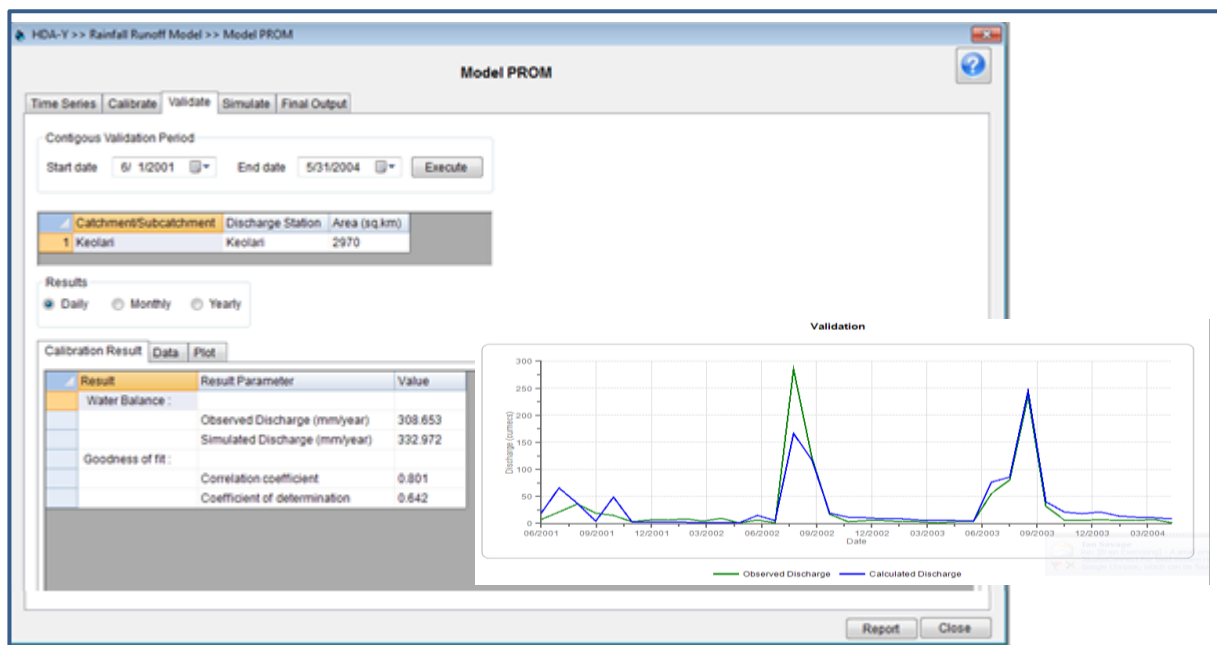 HDA-Y >> Rainfall Runoff Model >> Model PROM
Model PROM
Time Series Calibrate Validate Simulate Final Output
Contigous Validation Period
Start date 6/ 1/2001 End date 5/31/2004 Execute
Catchment/Subcatchment Discharge Station Area (sq.km)
1 Keolari Keolari 2970
Results
Daily Monthly Yearly
Calibration Result Data Plot
Result Result Parameter Value
Water Balance :
Observed Discharge (mm/year) 308.653
Simulated Discharge (mm/year) 332.972
Goodness of fit :
Correlation coefficient 0.801
Coefficient of determination 0.642
Validation
Discharge (cumecs)
300
250
200
150
100
50
0
06/2001 09/2001 12/2001 03/2002 06/2002 09/2002 12/2002 03/2003 06/2003 09/2003 12/2003 03/2004
Date
Observed Discharge Calculated Discharge
Report Close